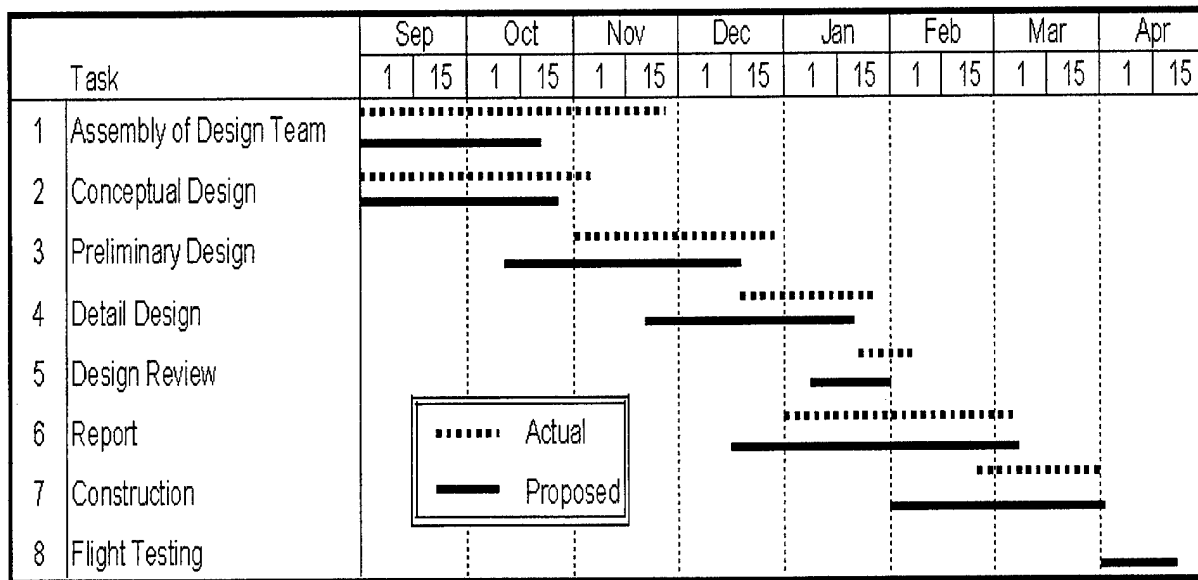 Sep Oct Nov Dec Jan Feb Mar Apr
Task 1 15 1 15 1 15 1 15 1 15 1 15 1 15 1 15
1 Assembly of Design Team
2 Conceptual Design
3 Preliminary Design
4 Detail Design
5 Design Review
6 Report
7 Construction
8 Flight Testing
Actual
Proposed